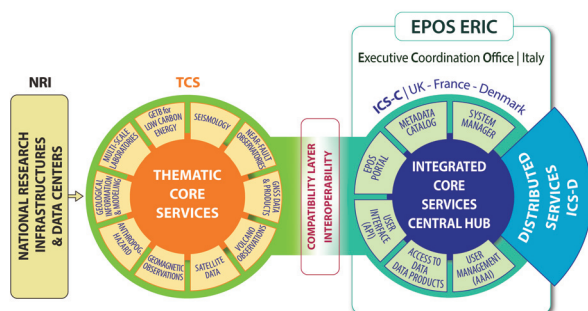 EPOS ERIC
Executive Coordination Office | Italy
NRI
NATIONAL RESEARCH
INFRASTRUCTURES
& DATA CENTERS
TCS
THEMATIC
CORE
SERVICES
SEISMOLOGY
NEAR-FAULT
OBSERVATORIES
GNSS DATA
& PRODUCTS
VOLCANO
OBSERVATIONS
SATELLITE
DATA
GEOMAGNETIC
OBSERVATIONS
ANTHROPOG
HAZARD
GEOLOGICAL
INFORMATION
& MODELING
MULTI-SCALE
LABORATORIES
GETB for
LOW CARBON
ENERGY
COMPATIBILITY LAYER
INTEROPERABILITY
ICS-C | UK - France - Denmark
INTEGRATED
CORE
SERVICES
CENTRAL HUB
EPOS
PORTAL
METADATA
CATALOG
SYSTEM
MANAGER
USER
MANAGEMENT
(AAAI)
ACCESS TO
DATA
DATA PRODUCTS
USER
INTERFACE
(API)
DISTRIBUTED
SERVICES
ICS-D